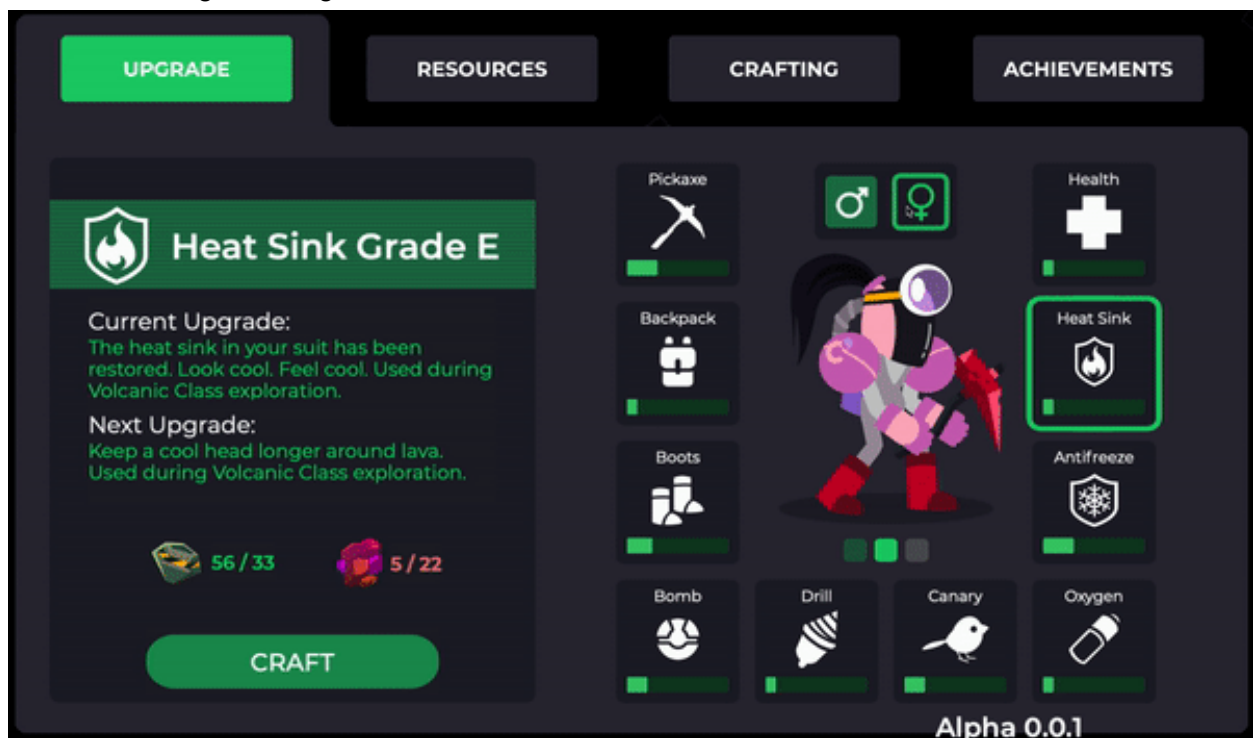 UPGRADE
RESOURCES
CRAFTING
ACHIEVEMENTS
Heat Sink Grade E
Current Upgrade:
The heat sink in your suit has been
restored. Look cool. Feel cool. Used during
Volcanic Class exploration.
Next Upgrade:
Keep a cool head longer around lava.
Used during Volcanic Class exploration.
56 / 33
5 / 22
CRAFT
Pickaxe
Health
Backpack
Heat Sink
Boots
Antifreeze
Bomb
Drill
Canary
Oxygen
Alpha 0.0.1